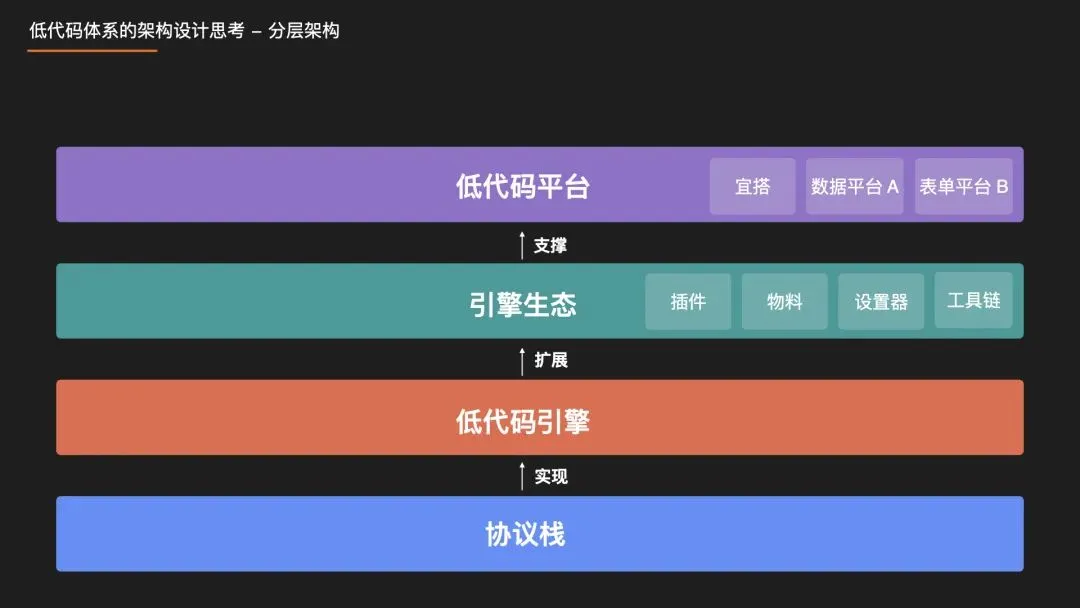 低代码体系的架构设计思考 – 分层架构
低代码平台
宜搭
数据平台 A
表单平台 B
支撑
引擎生态
插件
物料
设置器
工具链
扩展
低代码引擎
实现
协议栈